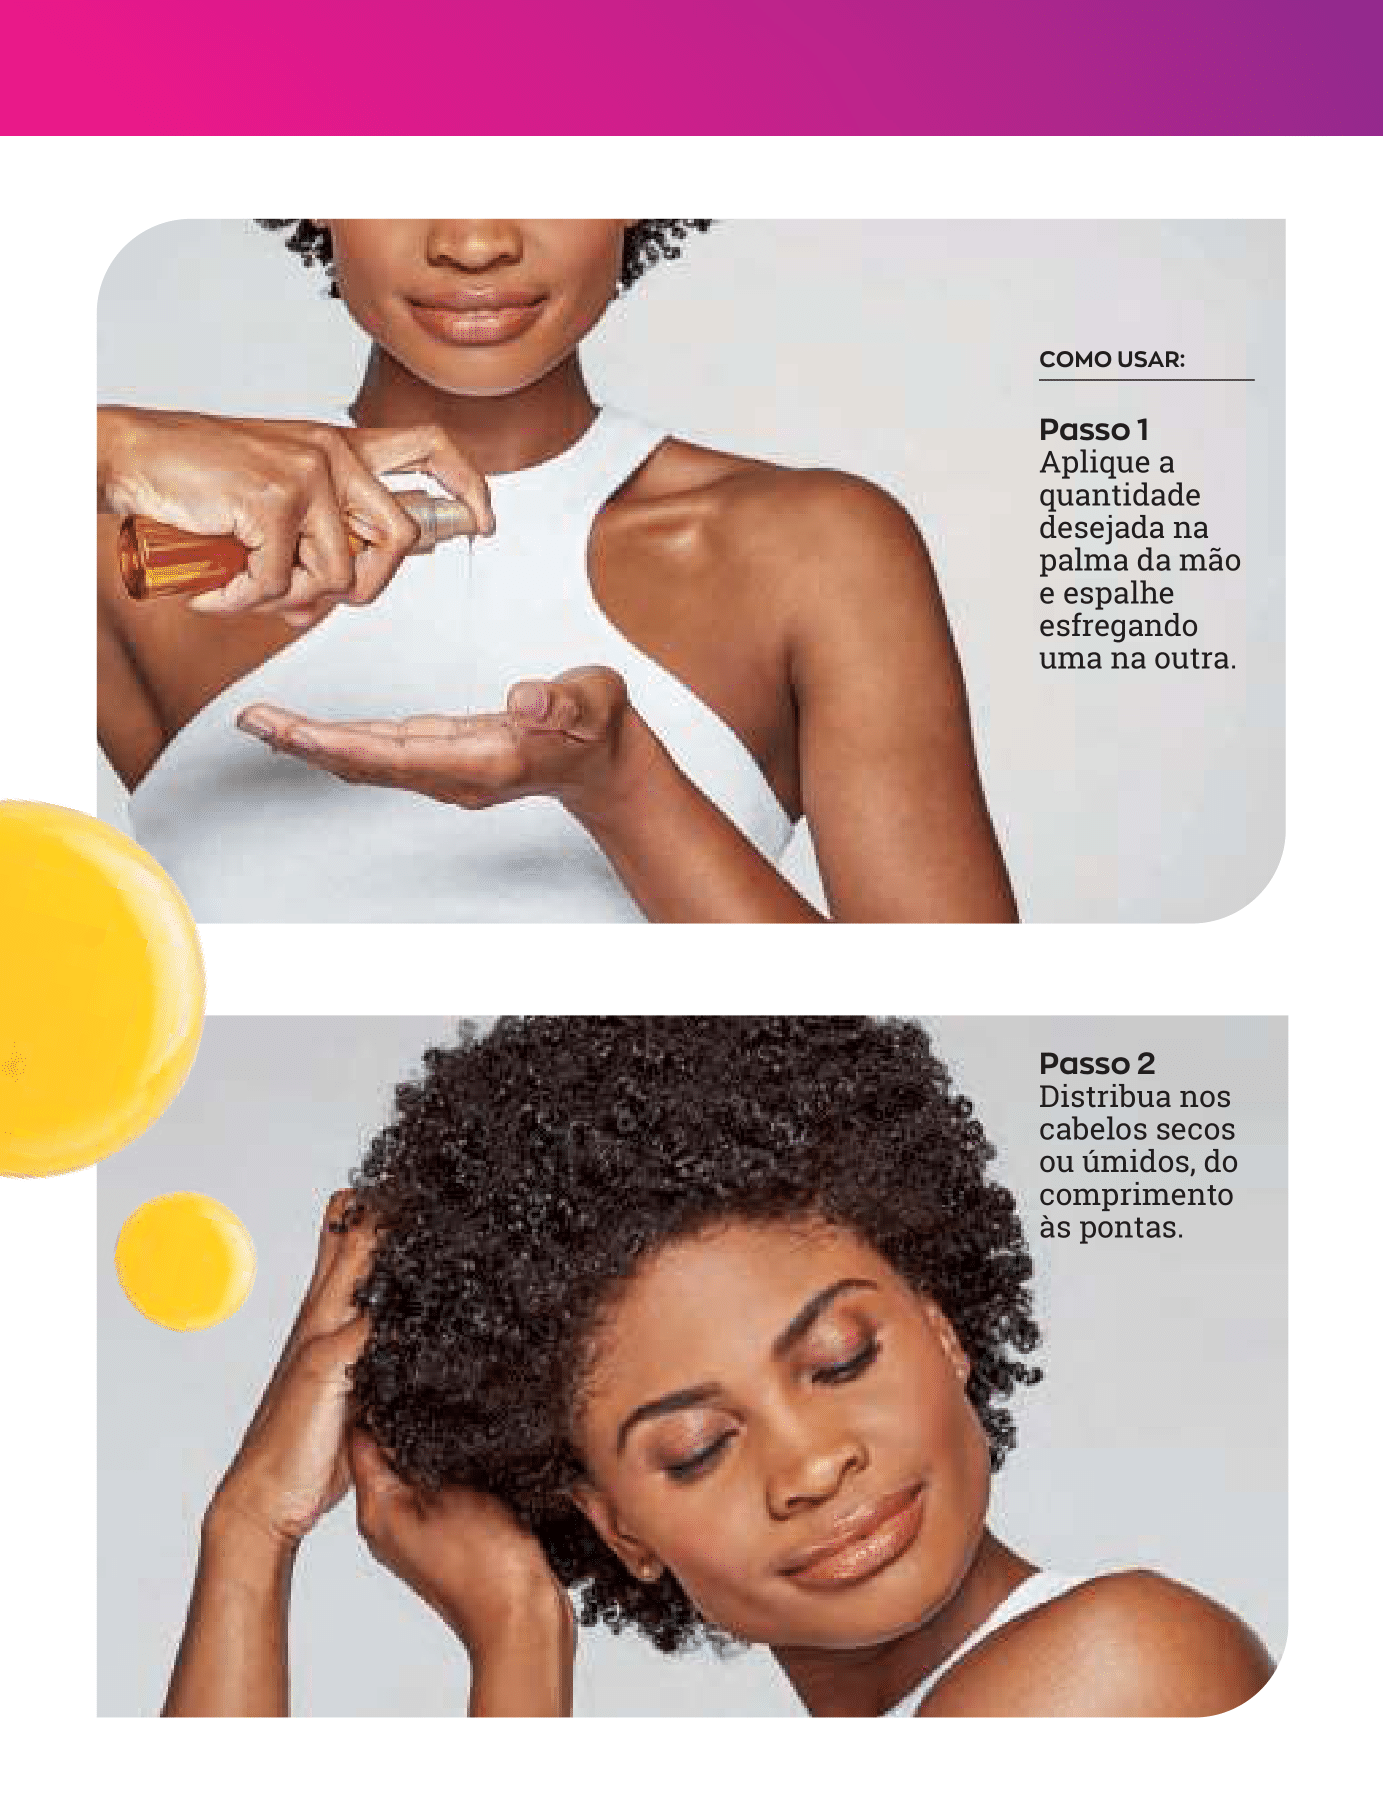 COMO USAR:
Passo 1
Aplique a
quantidade
desejada na
palma da mão
e espalhe
esfregando
uma na outra.
Passo 2
Distribua nos
cabelos secos
ou úmidos, do
comprimento
às pontas.